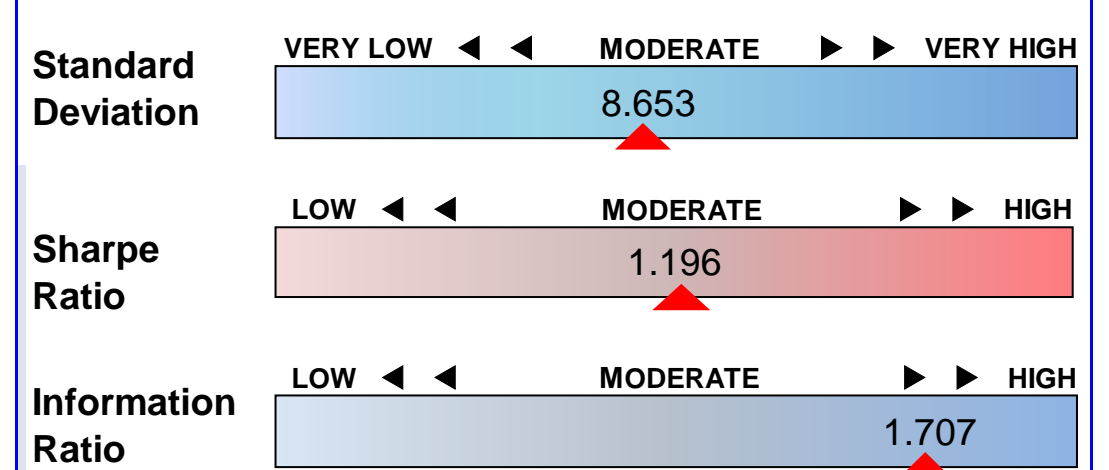 Standard
Deviation
VERY LOW ◀ ◀ MODERATE ▶ ▶ VERY HIGH
8.653
Sharpe
Ratio
LOW ◀ ◀ MODERATE ▶ ▶ HIGH
1.196
Information
Ratio
LOW ◀ ◀ MODERATE ▶ ▶ HIGH
1.707